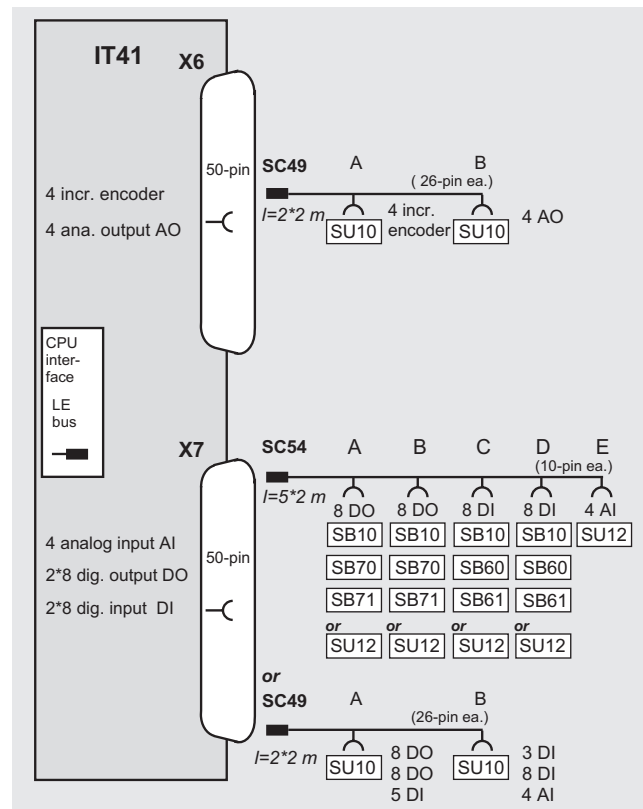 IT41
X6
50-pin
SC49 A B
( 26-pin ea.)
4 incr. encoder
4 ana. output AO
l=2*2 m
SU10
4 incr.
encoder
SU10
4 AO
CPU
inter-
face
LE
bus
X7
SC54 A B C D E
(10-pin ea.)
l=5*2 m
8 DO 8 DO 8 DI 8 DI 4 AI
SB10 SB10 SB10 SB10 SU12
4 analog input AI
2*8 dig. output DO
2*8 dig. input DI
50-pin
SB70 SB70 SB60 SB60
SB71 SB71 SB61 SB61
or or or or
SU12 SU12 SU12 SU12
or
SC49 A B
(26-pin ea.)
l=2*2 m
SU10
8 DO
8 DO
5 DI
SU10
3 DI
8 DI
4 AI